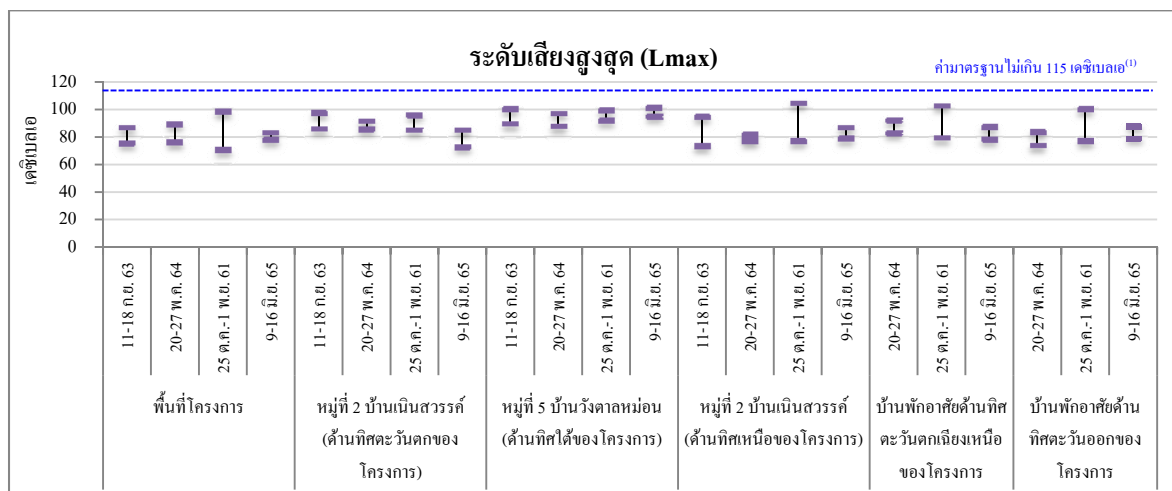 ระดับเสียงสูงสุด (Lmax)
ค่ามาตรฐานไม่เกิน 115 เดซิเบลเอ(1)
เดซิเบลเอ
120
100
80
60
40
20
0
11-18 ก.ย. 63
20-27 พ.ค. 64
25 ต.ค.-1 พ.ย. 61
9-16 มิ.ย. 65
11-18 ก.ย. 63
20-27 พ.ค. 64
25 ต.ค.-1 พ.ย. 61
9-16 มิ.ย. 65
11-18 ก.ย. 63
20-27 พ.ค. 64
25 ต.ค.-1 พ.ย. 61
9-16 มิ.ย. 65
11-18 ก.ย. 63
20-27 พ.ค. 64
25 ต.ค.-1 พ.ย. 61
9-16 มิ.ย. 65
20-27 พ.ค. 64
25 ต.ค.-1 พ.ย. 61
9-16 มิ.ย. 65
20-27 พ.ค. 64
25 ต.ค.-1 พ.ย. 61
9-16 มิ.ย. 65
พื้นที่โครงการ
หมู่ที่ 2 บ้านเนินสวรรค์
(ด้านทิศตะวันตกของ
โครงการ)
หมู่ที่ 5 บ้านวังตาลหม่อน
(ด้านทิศใต้ของโครงการ)
หมู่ที่ 2 บ้านเนินสวรรค์
(ด้านทิศเหนือของโครงการ)
บ้านพักอาศัยด้านทิศ
ตะวันตกเฉียงเหนือ
ของโครงการ
บ้านพักอาศัยด้าน
ทิศตะวันออกของ
โครงการ